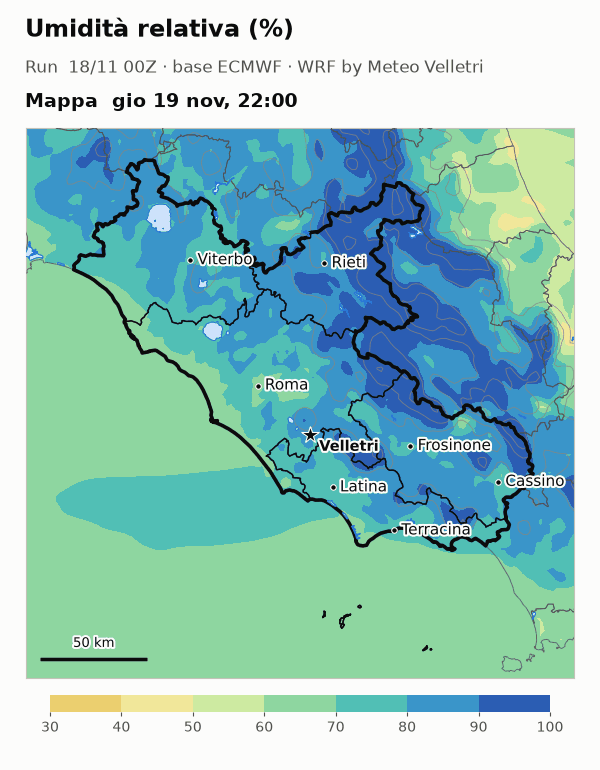 Umidità relativa (%)
Run  18/11 00Z · base ECMWF · WRF by Meteo Velletri
Mappa  gio 19 nov, 22:00
Viterbo
Rieti
Roma
Velletri
Frosinone
Cassino
Latina
Terracina
50 km
30 40 50 60 70 80 90 100